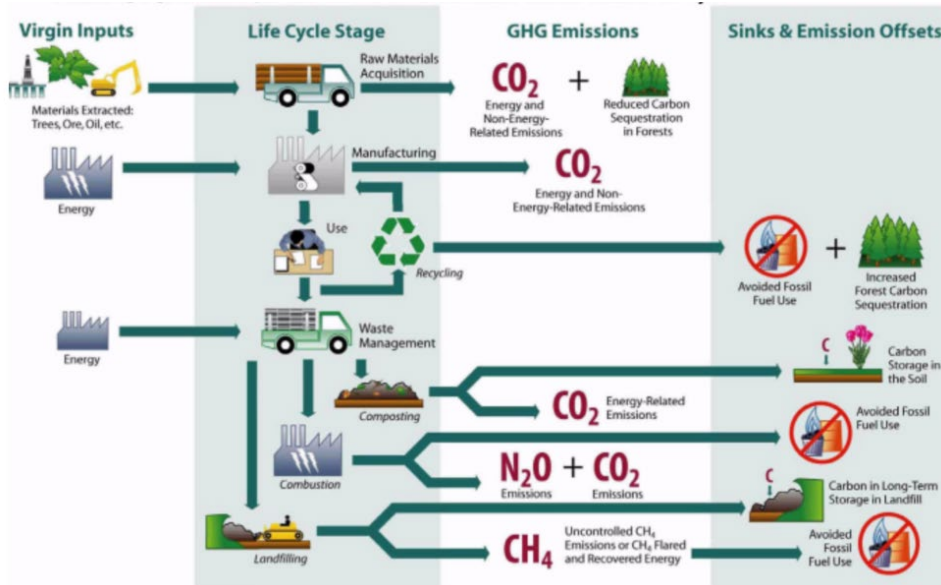 Virgin Inputs
Life Cycle Stage
GHG Emissions
Sinks & Emission Offsets
Materials Extracted:
Trees, Ore, Oil, etc.
Raw Materials
Acquisition
CO₂
Energy and
Non-Energy-
Related Emissions
+
Reduced Carbon
Sequestration
in Forests
Energy
Manufacturing
CO₂
Energy and Non-
Energy-Related Emissions
Use
Recycling
Avoided Fossil
Fuel Use
+
Increased
Forest Carbon
Sequestration
Energy
Waste
Management
Composting
CO₂
Energy-Related
Emissions
C
Carbon
Storage in
the Soil
Combustion
N₂O
Emissions
+
CO₂
Emissions
Avoided Fossil
Fuel Use
Landfilling
C
Carbon in Long-Term
Storage in Landfill
CH₄
Uncontrolled CH₄
Emissions or CH₄ Flared
and Recovered Energy
Avoided
Fossil
Fuel Use